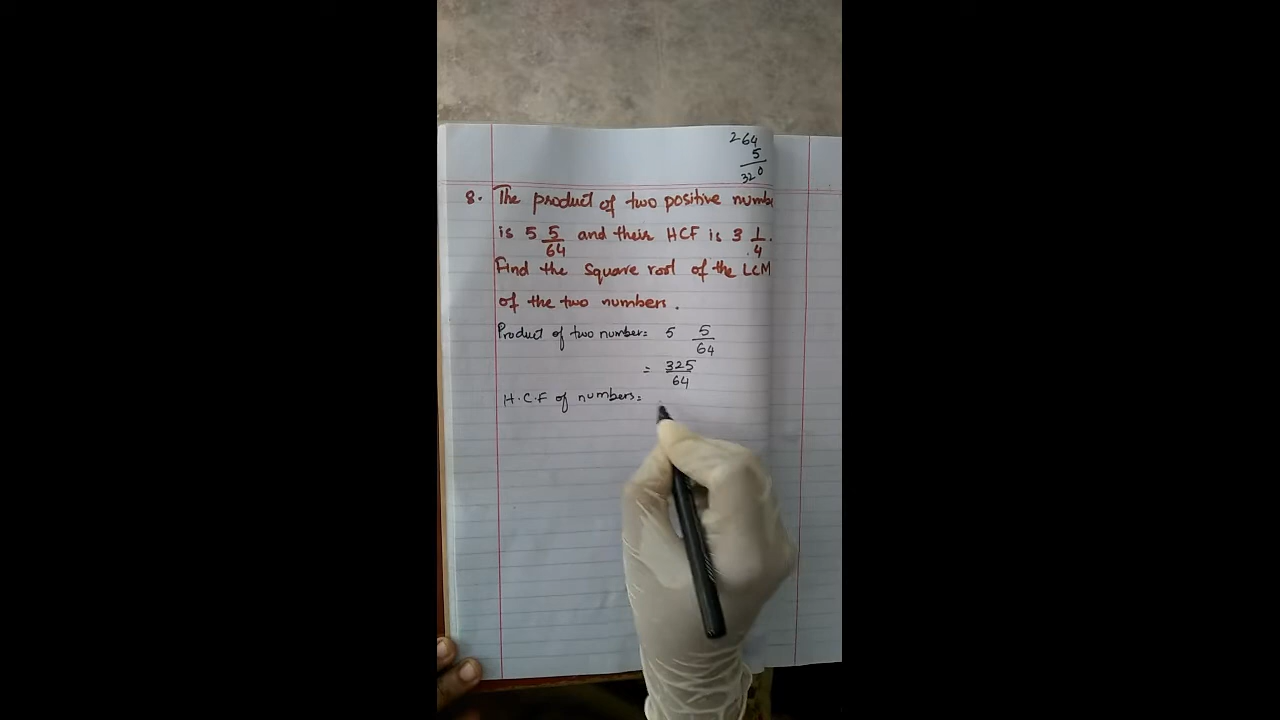 264
5
320
8. The product of two positive numbe
is 5 5/64 and their HCF is 3 1/4.
Find the square root of the LCM
of the two numbers.
Product of two number= 5 5/64
= 325/64
H.C.F of numbers=